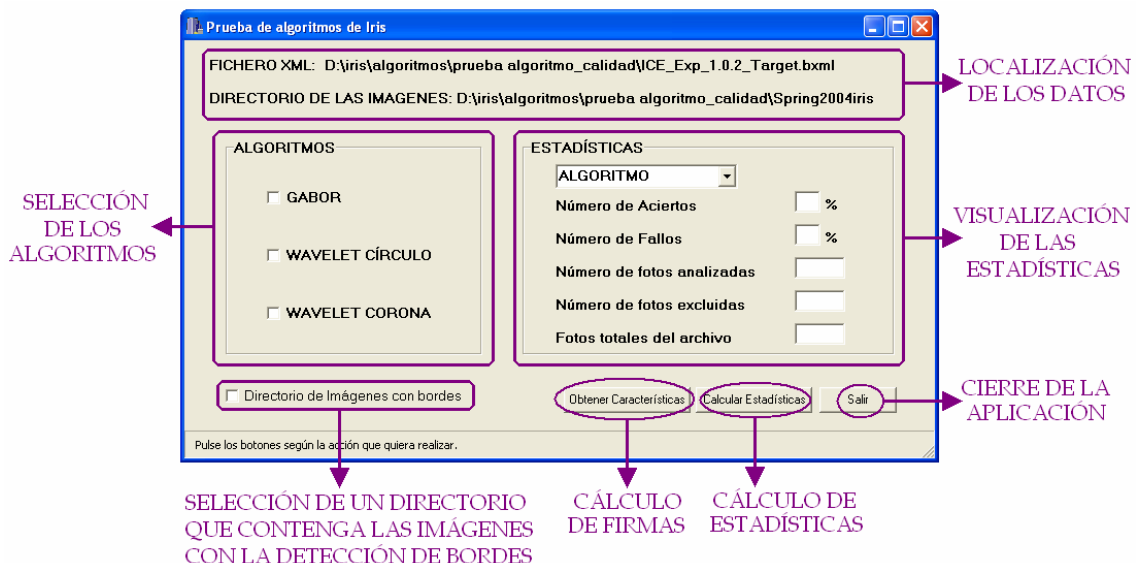 Prueba de algoritmos de Iris
FICHERO XML: D:\iris\algoritmos\prueba algoritmo_calidad\ICE_Exp_1.0.2_Target.bxml
DIRECTORIO DE LAS IMAGENES: D:\iris\algoritmos\prueba algoritmo_calidad\Spring2004iris
LOCALIZACIÓN
DE LOS DATOS
SELECCIÓN
DE LOS
ALGORITMOS
ALGORITMOS
GABOR
WAVELET CÍRCULO
WAVELET CORONA
ESTADÍSTICAS
ALGORITMO
Número de Aciertos %
Número de Fallos %
Número de fotos analizadas
Número de fotos excluidas
Fotos totales del archivo
VISUALIZACIÓN
DE LAS
ESTADÍSTICAS
Directorio de Imágenes con bordes
Obtener Características
Calcular Estadísticas
Salir
CIERRE DE LA
APLICACIÓN
Pulse los botones según la acción que quiera realizar.
SELECCIÓN DE UN DIRECTORIO
QUE CONTENGA LAS IMÁGENES
CON LA DETECCIÓN DE BORDES
CÁLCULO
DE FIRMAS
CÁLCULO DE
ESTADÍSTICAS